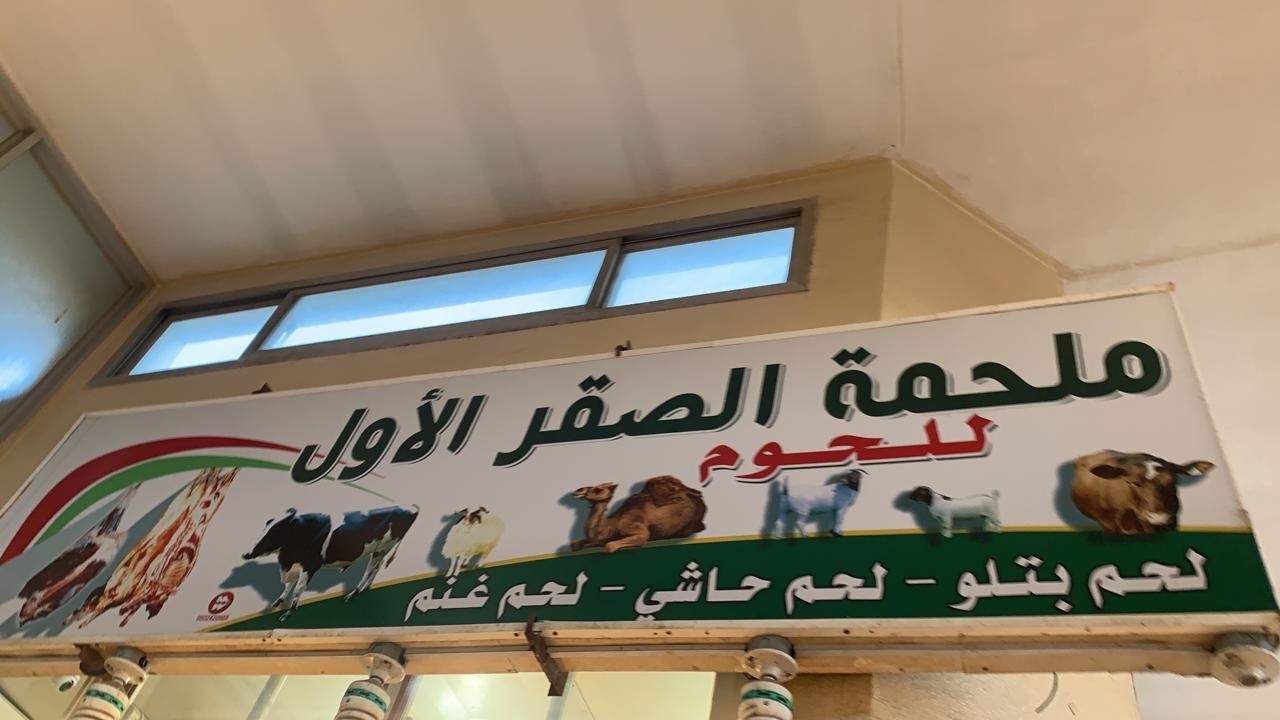 ملحمة الصقر الأول
للحوم
لحم بتلو - لحم حاشي - لحم غنم